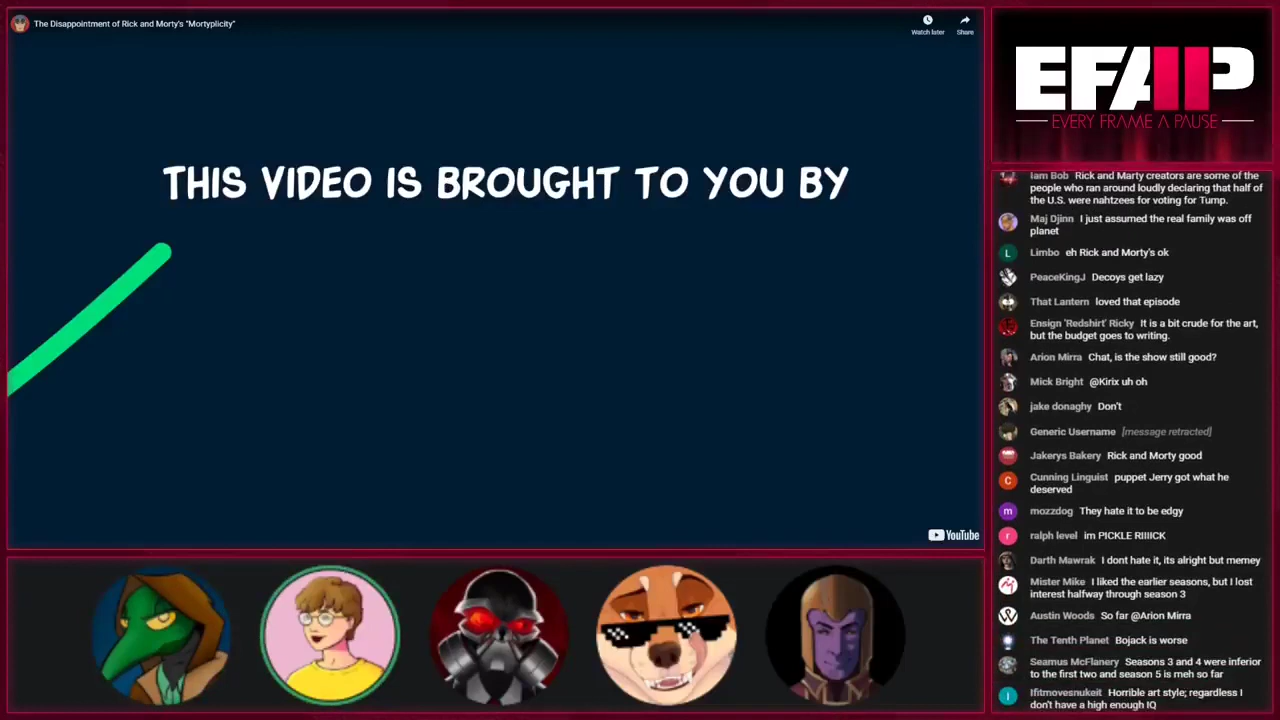 The Disappointment of Rick and Morty's "Mortyplicity"
Watch later
Share
THIS VIDEO IS BROUGHT TO YOU BY
YouTube
EFAP
EVERY FRAME A PAUSE
Iam Bob Rick and Marty creators are some of the
people who ran around loudly declaring that half of
the U.S. were nahtzees for voting for Tump.
Maj Djinn I just assumed the real family was off
planet
L
Limbo eh Rick and Morty's ok
PeaceKingJ Decoys get lazy
That Lantern loved that episode
Ensign 'Redshirt' Ricky It is a bit crude for the art,
but the budget goes to writing.
Arion Mirra Chat, is the show still good?
Mick Bright @Kirix uh oh
jake donaghy Don't
Generic Username [message retracted]
Jakerys Bakery Rick and Morty good
C
Cunning Linguist puppet Jerry got what he
deserved
m
mozzdog They hate it to be edgy
r
ralph level im PICKLE RIIIICK
Darth Mawrak I dont hate it, its alright but memey
Mister Mike I liked the earlier seasons, but I lost
interest halfway through season 3
Austin Woods So far @Arion Mirra
The Tenth Planet Bojack is worse
Seamus McFlanery Seasons 3 and 4 were inferior
to the first two and season 5 is meh so far
I
Ifitmovesnukeit Horrible art style; regardless I
don't have a high enough IQ